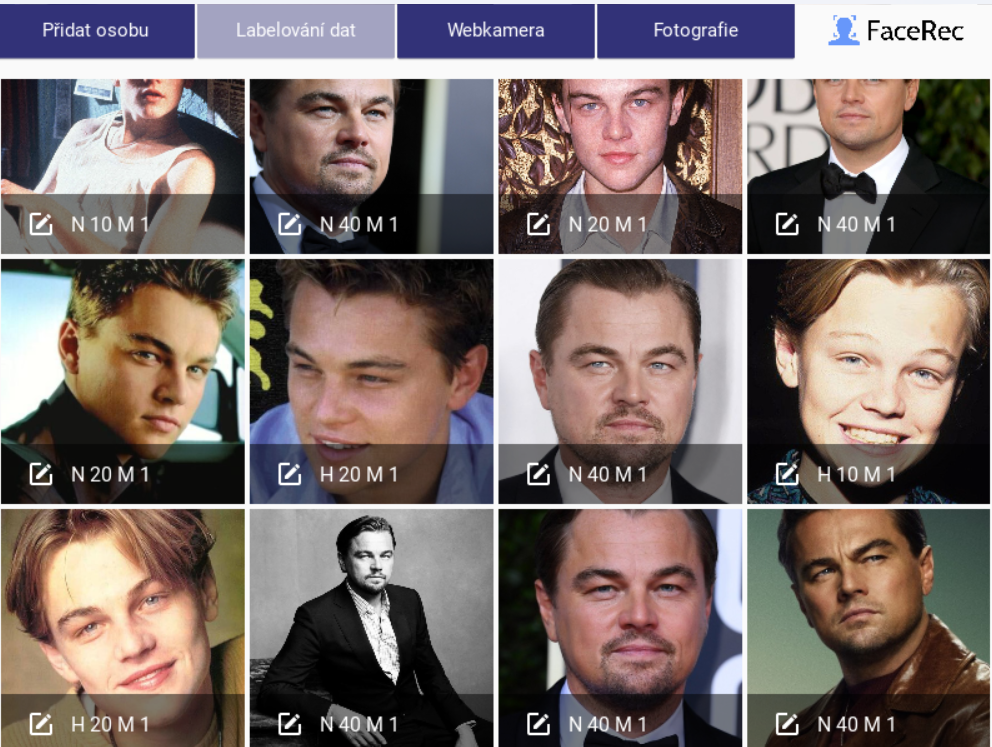 Přidat osobu
Labelování dat
Webkamera
Fotografie
FaceRec
N 10 M 1
N 40 M 1
N 20 M 1
N 40 M 1
N 20 M 1
H 20 M 1
N 40 M 1
H 10 M 1
H 20 M 1
N 40 M 1
N 40 M 1
N 40 M 1